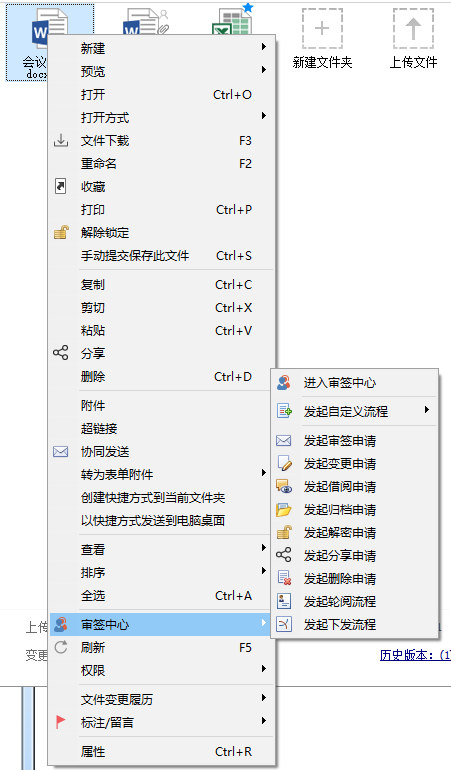 会议
docx
新建文件夹
上传文件
新建
预览
打开 Ctrl+O
打开方式
文件下载 F3
重命名 F2
收藏
打印 Ctrl+P
解除锁定
手动提交保存此文件 Ctrl+S
复制 Ctrl+C
剪切 Ctrl+X
粘贴 Ctrl+V
分享
删除 Ctrl+D
附件
超链接
协同发送
转为表单附件
创建快捷方式到当前文件夹
以快捷方式发送到电脑桌面
查看
排序
全选 Ctrl+A
审签中心
刷新 F5
权限
文件变更履历
标注/留言
属性 Ctrl+R
进入审签中心
发起自定义流程
发起审签申请
发起变更申请
发起借阅申请
发起归档申请
发起解密申请
发起分享申请
发起删除申请
发起轮阅流程
发起下发流程
上传
变更
历史版本：(1)